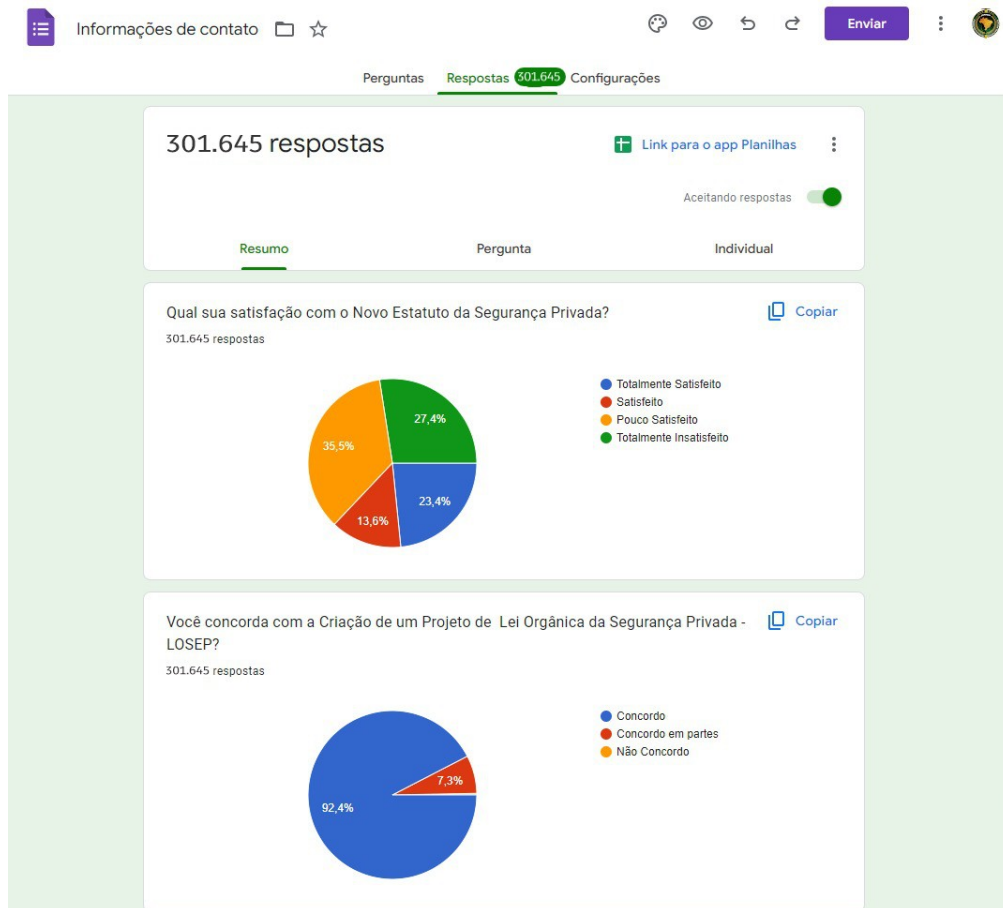 Informações de contato
Enviar
Perguntas Respostas 301.645 Configurações
301.645 respostas
Link para o app Planilhas
Aceitando respostas
Resumo Pergunta Individual
Qual sua satisfação com o Novo Estatuto da Segurança Privada?
Copiar
301.645 respostas
Totalmente Satisfeito
Satisfeito
Pouco Satisfeito
Totalmente Insatisfeito
27,4%
35,5%
23,4%
13,6%
Você concorda com a Criação de um Projeto de Lei Orgânica da Segurança Privada -
LOSEP?
Copiar
301.645 respostas
Concordo
Concordo em partes
Não Concordo
7,3%
92,4%